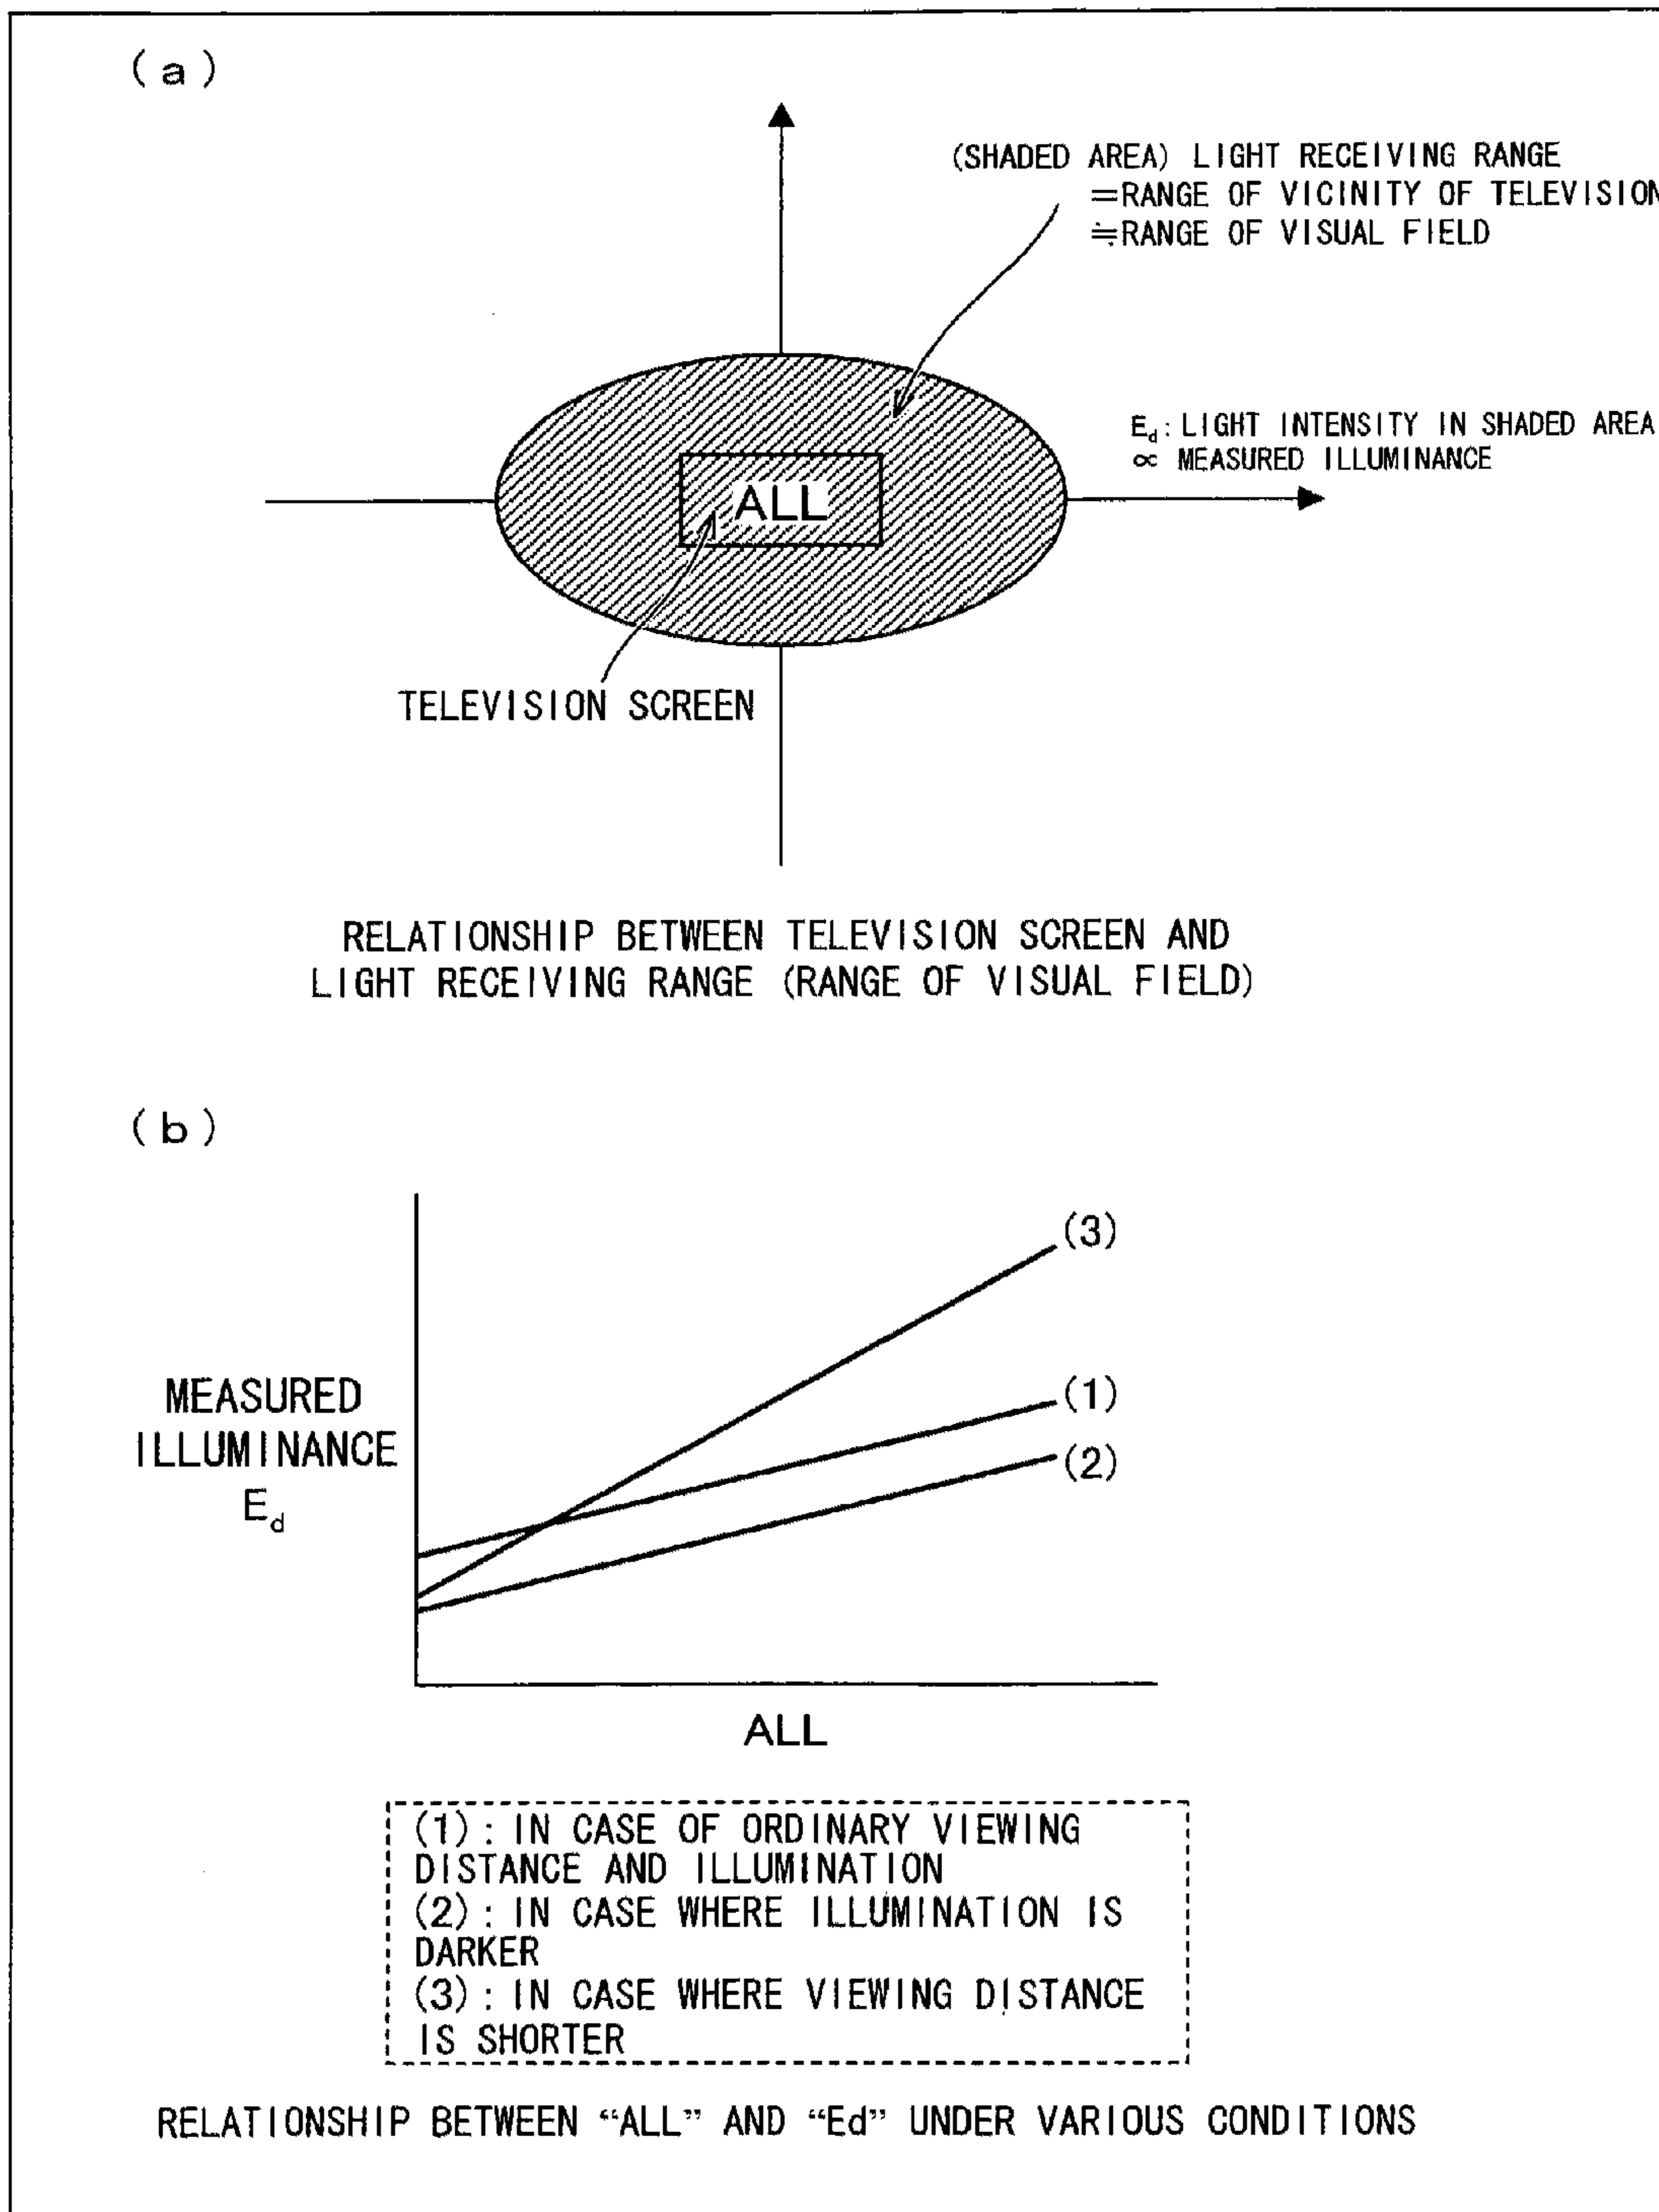 (a)
(SHADED AREA) LIGHT RECEIVING RANGE
=RANGE OF VICINITY OF TELEVISION
≒RANGE OF VISUAL FIELD
E_d: LIGHT INTENSITY IN SHADED AREA
∝ MEASURED ILLUMINANCE
ALL
TELEVISION SCREEN
RELATIONSHIP BETWEEN TELEVISION SCREEN AND
LIGHT RECEIVING RANGE (RANGE OF VISUAL FIELD)
(b)
(3)
(1)
(2)
MEASURED
ILLUMINANCE
E_d
ALL
(1): IN CASE OF ORDINARY VIEWING
DISTANCE AND ILLUMINATION
(2): IN CASE WHERE ILLUMINATION IS
DARKER
(3): IN CASE WHERE VIEWING DISTANCE
IS SHORTER
RELATIONSHIP BETWEEN “ALL” AND “Ed” UNDER VARIOUS CONDITIONS